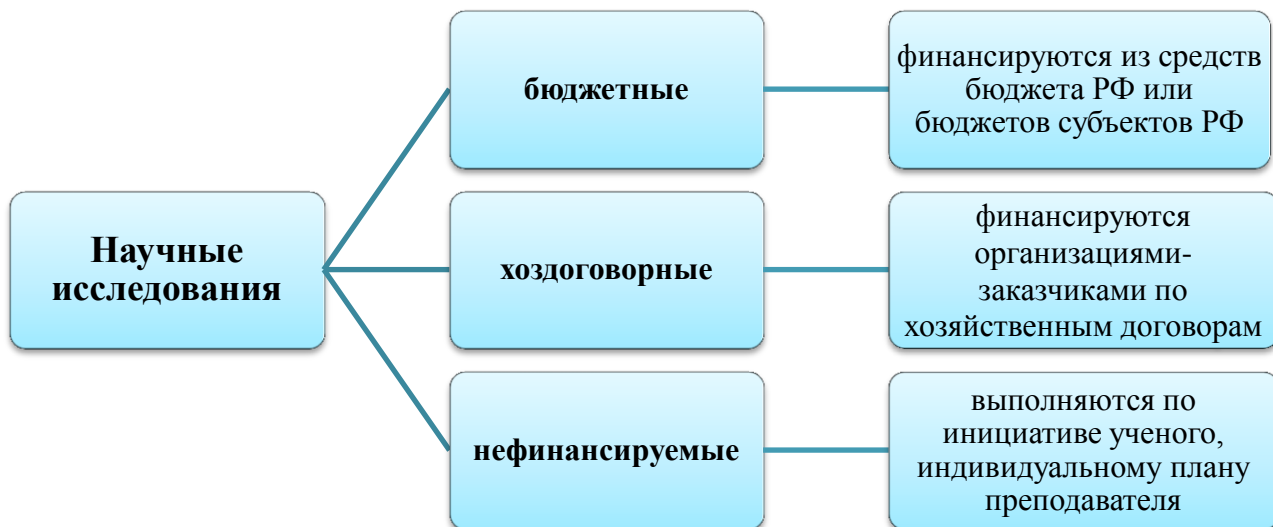 Научные
исследования
бюджетные
финансируются из средств
бюджета РФ или
бюджетов субъектов РФ
хоздоговорные
финансируются
организациями-
заказчиками по
хозяйственным договорам
нефинансируемые
выполняются по
инициативе ученого,
индивидуальному плану
преподавателя